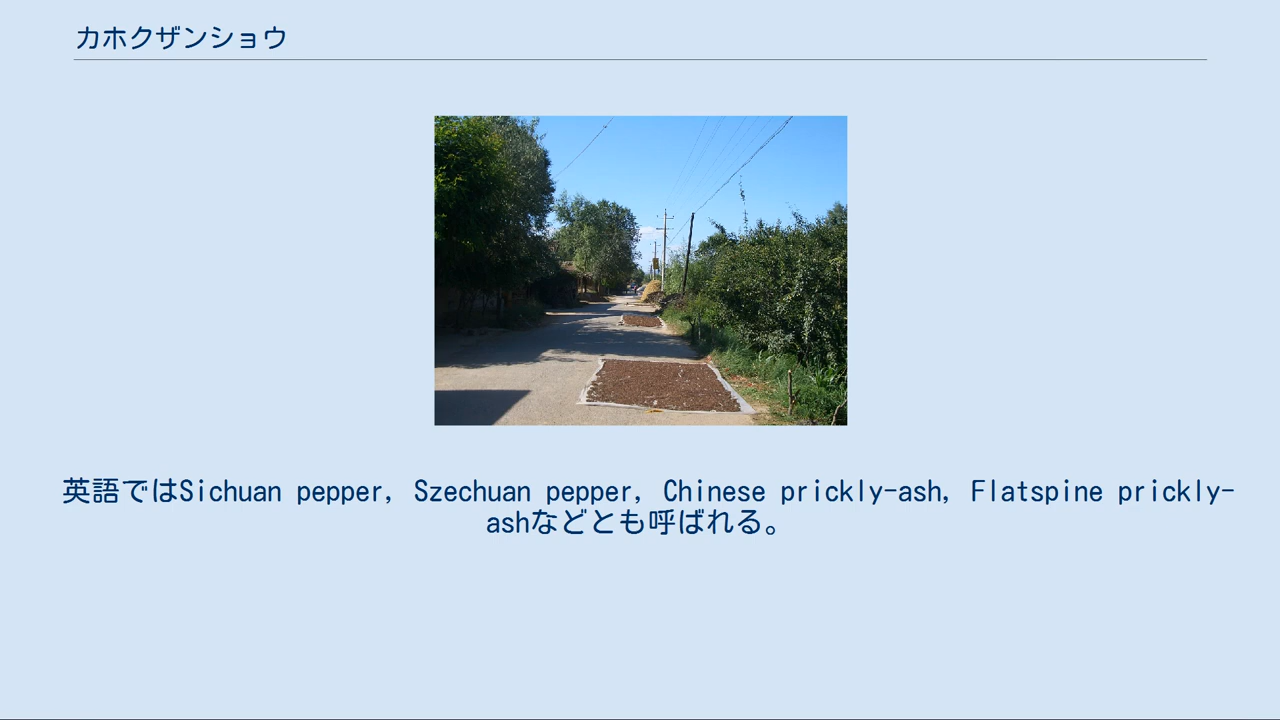 カホクザンショウ
英語ではSichuan pepper, Szechuan pepper, Chinese prickly-ash, Flatspine prickly-
ashなどとも呼ばれる。